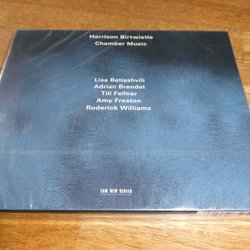 Harrison Birtwistle
Chamber Music
Lisa Batiashvili
Adrian Brendel
Till Fellner
Amy Freston
Roderick Williams
ECM NEW SERIES